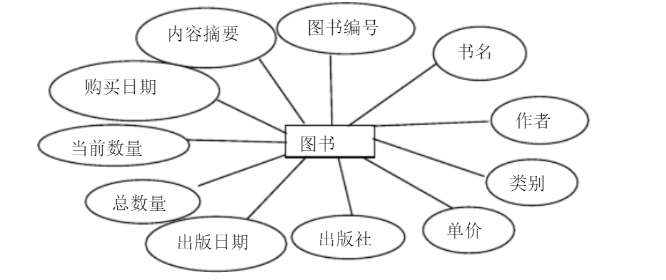 内容摘要
图书编号
书名
购买日期
作者
当前数量
图书
类别
总数量
单价
出版日期
出版社